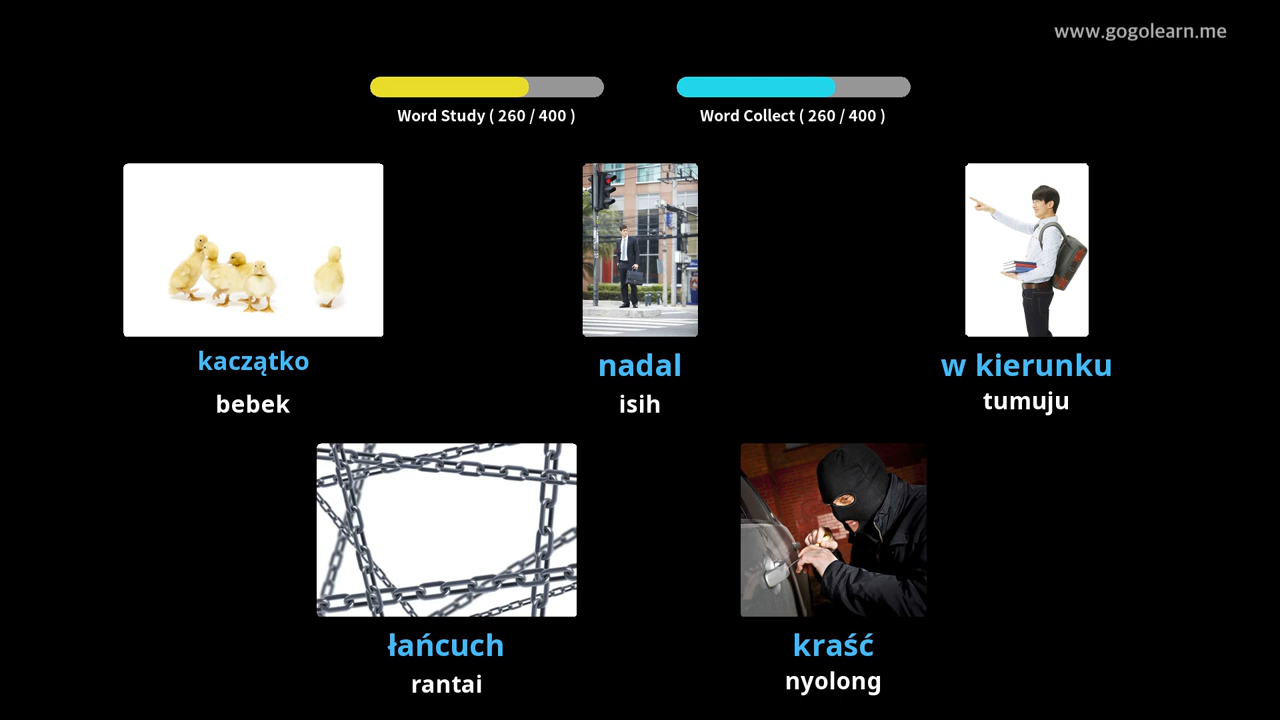 www.gogolearn.me
Word Study ( 260 / 400 )
Word Collect ( 260 / 400 )
kaczątko
bebek
nadal
isih
w kierunku
tumuju
łańcuch
rantai
kraść
nyolong